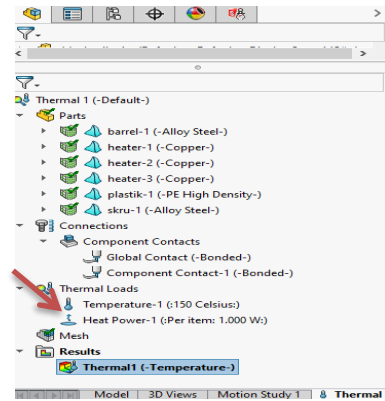 Thermal 1 (-Default-)
Parts
barrel-1 (-Alloy Steel-)
heater-1 (-Copper-)
heater-2 (-Copper-)
heater-3 (-Copper-)
plastik-1 (-PE High Density-)
skru-1 (-Alloy Steel-)
Connections
Component Contacts
Global Contact (-Bonded-)
Component Contact-1 (-Bonded-)
Thermal Loads
Temperature-1 (:150 Celsius:)
Heat Power-1 (:Per item: 1.000 W:)
Mesh
Results
Thermal1 (-Temperature-)
Model 3D Views Motion Study 1 Thermal